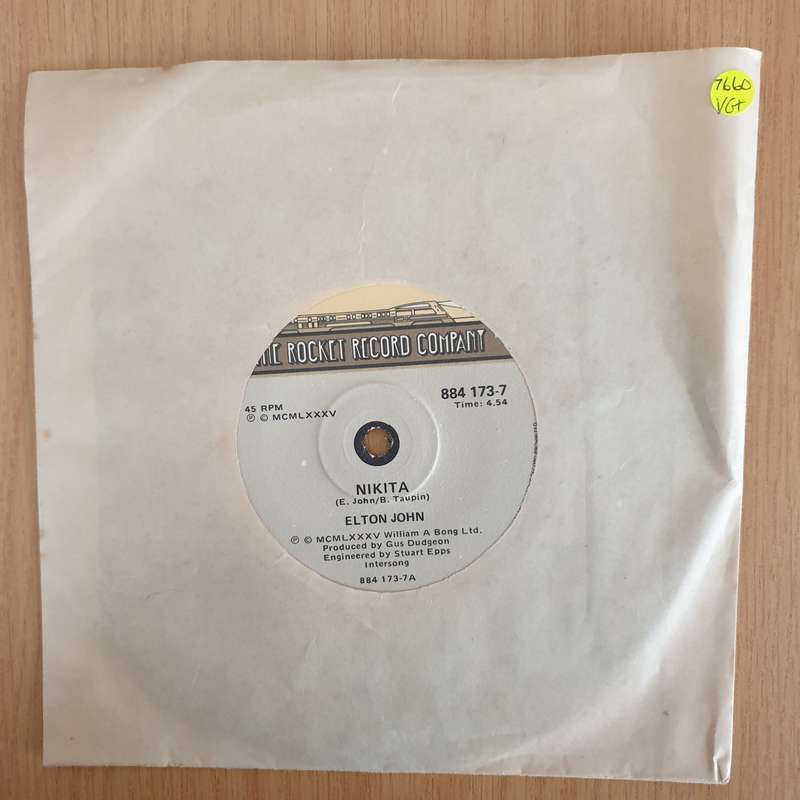 7660
VG+
THE ROCKET RECORD COMPANY
884 173-7
Time: 4.54
45 RPM
Ⓟ © MCMLXXXV
NIKITA
(E. John/B. Taupin)
ELTON JOHN
Ⓟ © MCMLXXXV William A Bong Ltd.
Produced by Gus Dudgeon
Engineered by Stuart Epps
Intersong
884 173-7A